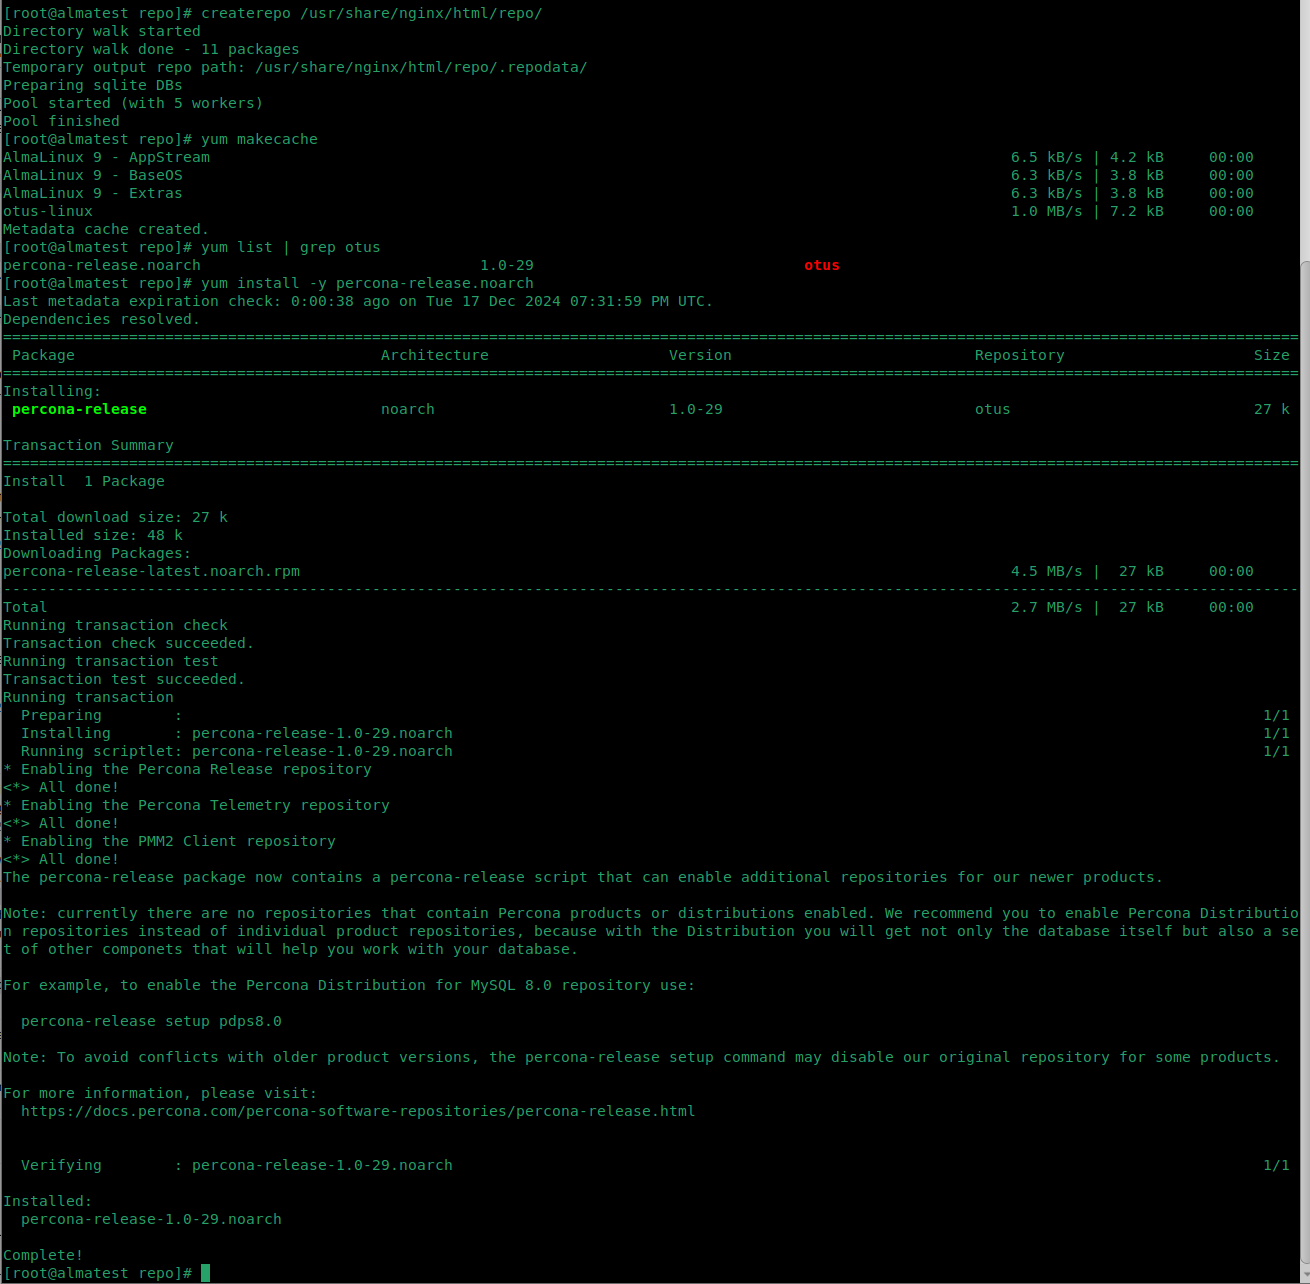 [root@almatest repo]# createrepo /usr/share/nginx/html/repo/
Directory walk started
Directory walk done - 11 packages
Temporary output repo path: /usr/share/nginx/html/repo/.repodata/
Preparing sqlite DBs
Pool started (with 5 workers)
Pool finished
[root@almatest repo]# yum makecache
AlmaLinux 9 - AppStream 6.5 kB/s | 4.2 kB 00:00
AlmaLinux 9 - BaseOS 6.3 kB/s | 3.8 kB 00:00
AlmaLinux 9 - Extras 6.3 kB/s | 3.8 kB 00:00
otus-linux 1.0 MB/s | 7.2 kB 00:00
Metadata cache created.
[root@almatest repo]# yum list | grep otus
percona-release.noarch 1.0-29 otus
[root@almatest repo]# yum install -y percona-release.noarch
Last metadata expiration check: 0:00:38 ago on Tue 17 Dec 2024 07:31:59 PM UTC.
Dependencies resolved.
================================================================================================================================================
Package Architecture Version Repository Size
================================================================================================================================================
Installing:
percona-release noarch 1.0-29 otus 27 k
Transaction Summary
================================================================================================================================================
Install 1 Package
Total download size: 27 k
Installed size: 48 k
Downloading Packages:
percona-release-latest.noarch.rpm 4.5 MB/s | 27 kB 00:00
------------------------------------------------------------------------------------------------------------------------------------------------
Total 2.7 MB/s | 27 kB 00:00
Running transaction check
Transaction check succeeded.
Running transaction test
Transaction test succeeded.
Running transaction
Preparing : 1/1
Installing : percona-release-1.0-29.noarch 1/1
Running scriptlet: percona-release-1.0-29.noarch 1/1
* Enabling the Percona Release repository
<*> All done!
* Enabling the Percona Telemetry repository
<*> All done!
* Enabling the PMM2 Client repository
<*> All done!
The percona-release package now contains a percona-release script that can enable additional repositories for our newer products.
Note: currently there are no repositories that contain Percona products or distributions enabled. We recommend you to enable Percona Distributio
n repositories instead of individual product repositories, because with the Distribution you will get not only the database itself but also a se
t of other componets that will help you work with your database.
For example, to enable the Percona Distribution for MySQL 8.0 repository use:
percona-release setup pdps8.0
Note: To avoid conflicts with older product versions, the percona-release setup command may disable our original repository for some products.
For more information, please visit:
https://docs.percona.com/percona-software-repositories/percona-release.html
Verifying : percona-release-1.0-29.noarch 1/1
Installed:
percona-release-1.0-29.noarch
Complete!
[root@almatest repo]#